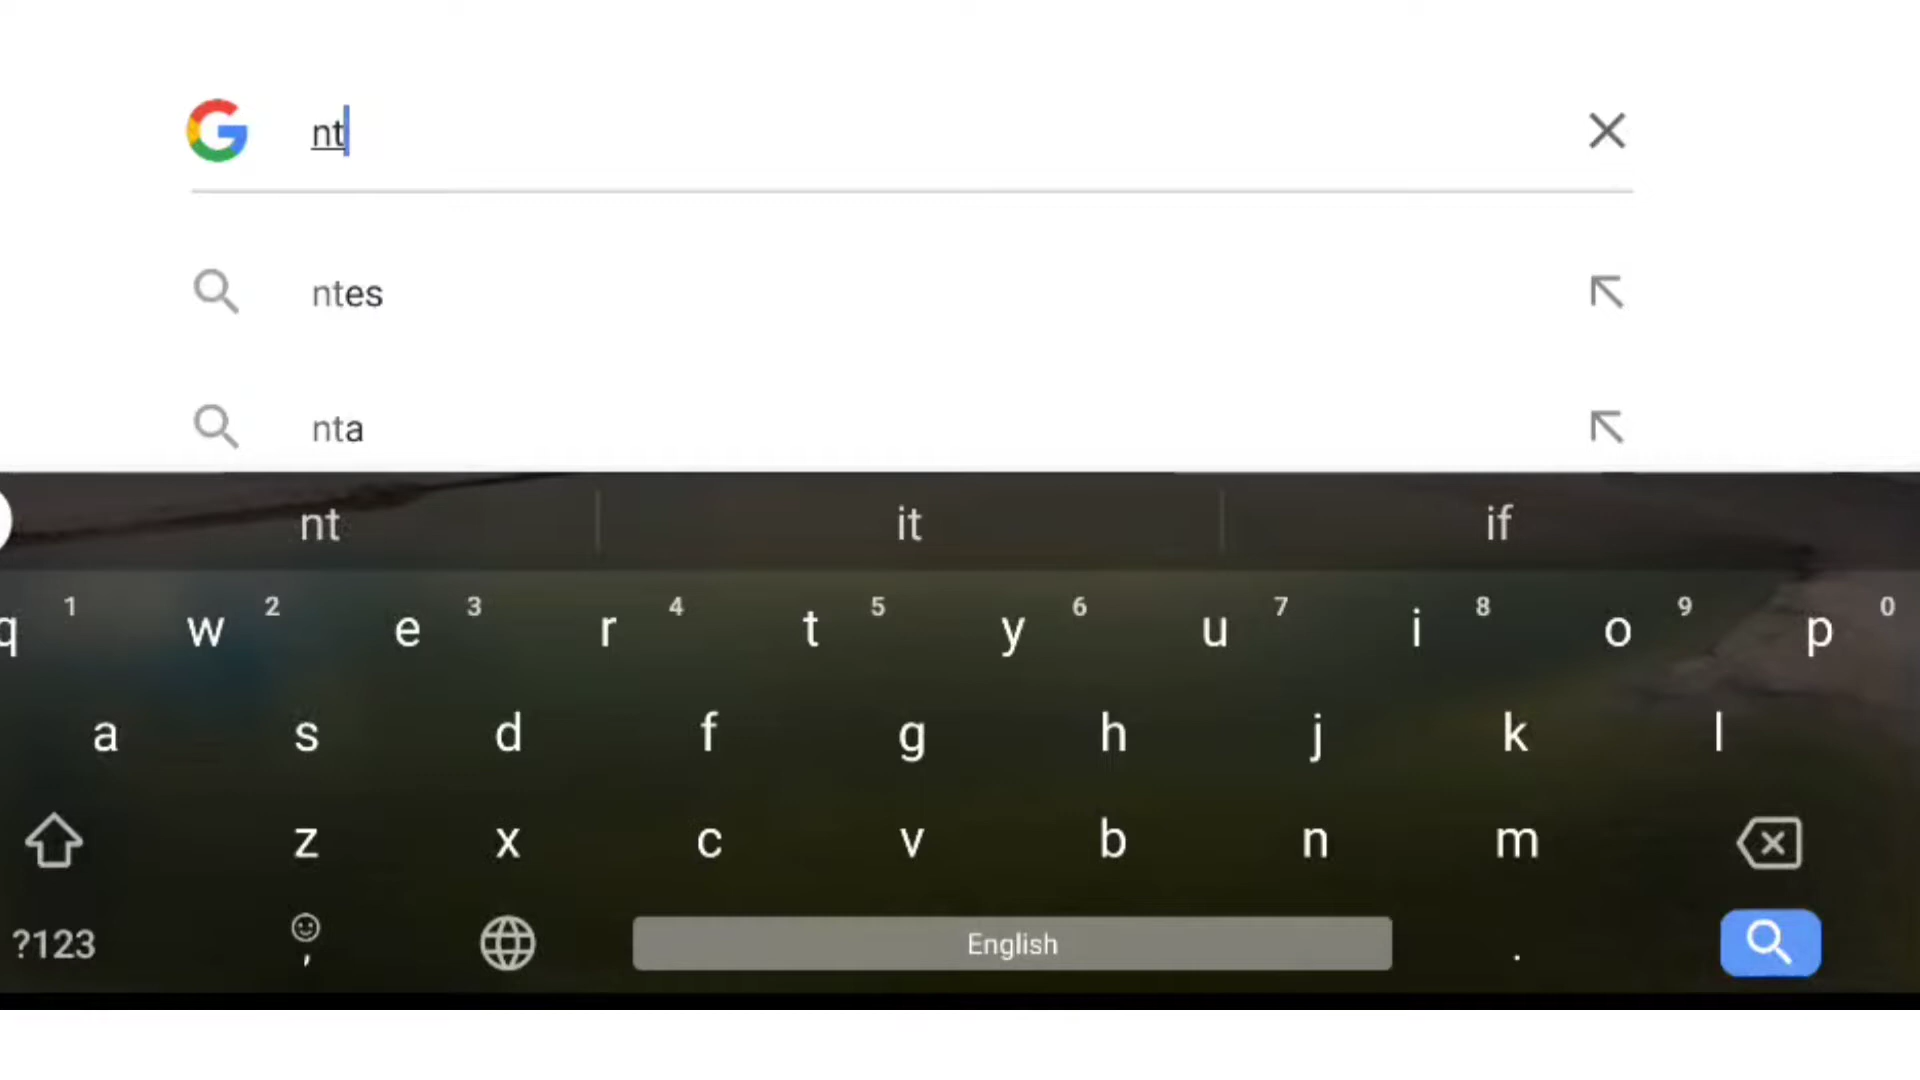 nt
ntes
nta
nt it if
q 1 w 2 e 3 r 4 t 5 y 6 u 7 i 8 o 9 p 0
a s d f g h j k l
z x c v b n m
?123 , English .